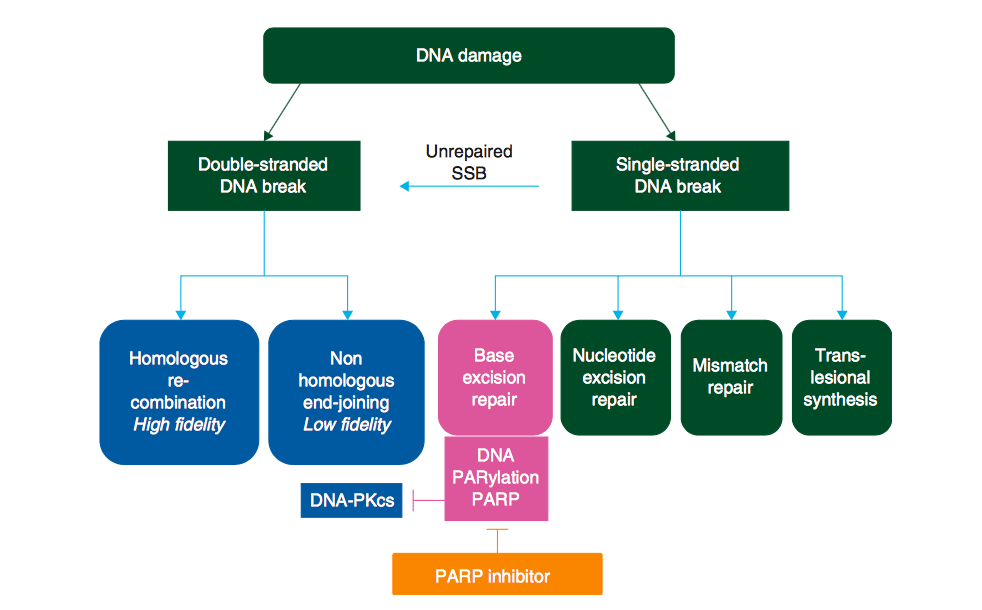 DNA damage
Double-stranded
DNA break
Unrepaired
SSB
Single-stranded
DNA break
Homologous
re-
combination
High fidelity
Non
homologous
end-joining
Low fidelity
Base
excision
repair
Nucleotide
excision
repair
Mismatch
repair
Trans-
lesional
synthesis
DNA
PARylation
PARP
DNA-PKcs
PARP inhibitor